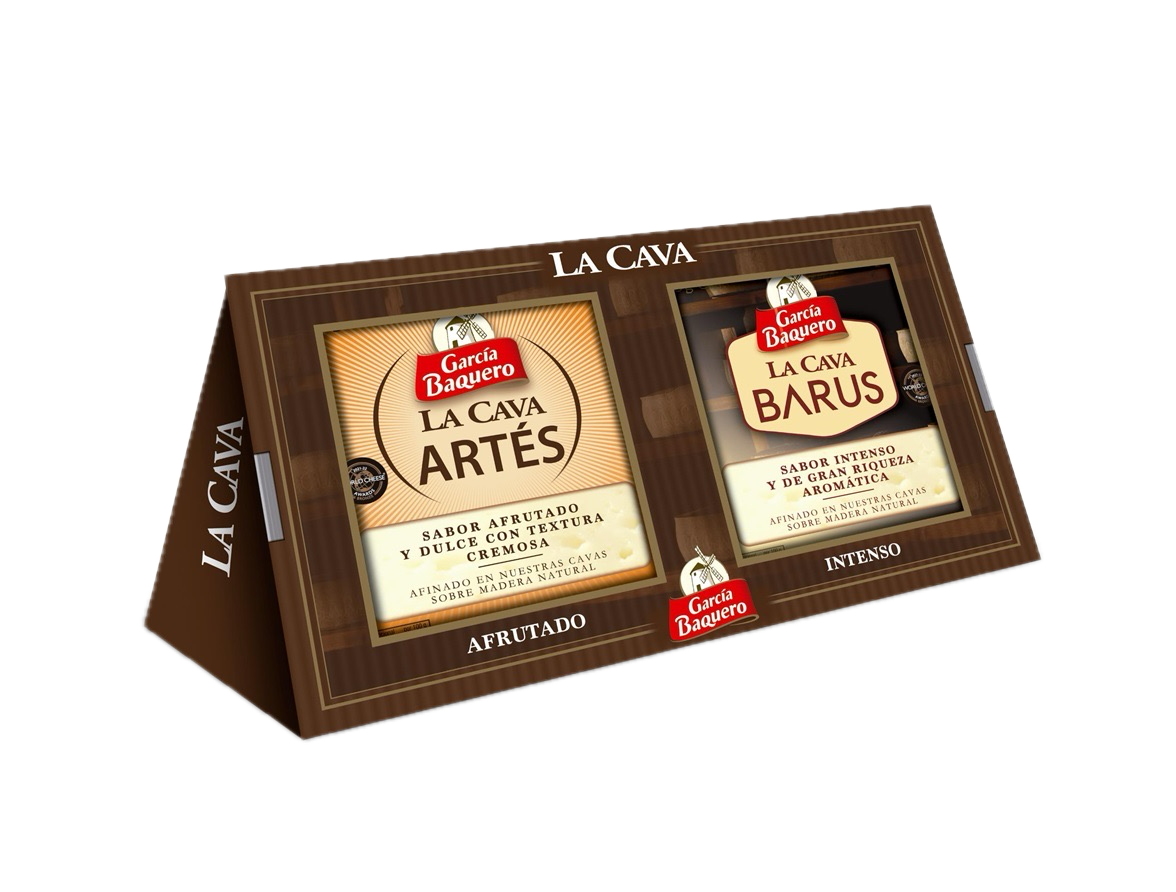 LA CAVA
LA CAVA
García
Baquero
LA CAVA
ARTÉS
SABOR AFRUTADO
Y DULCE CON TEXTURA
CREMOSA
AFINADO EN NUESTRAS CAVAS
SOBRE MADERA NATURAL
AFRUTADO
García
Baquero
LA CAVA
BARUS
SABOR INTENSO
Y DE GRAN RIQUEZA
AROMÁTICA
AFINADO EN NUESTRAS CAVAS
SOBRE MADERA NATURAL
INTENSO
García
Baquero